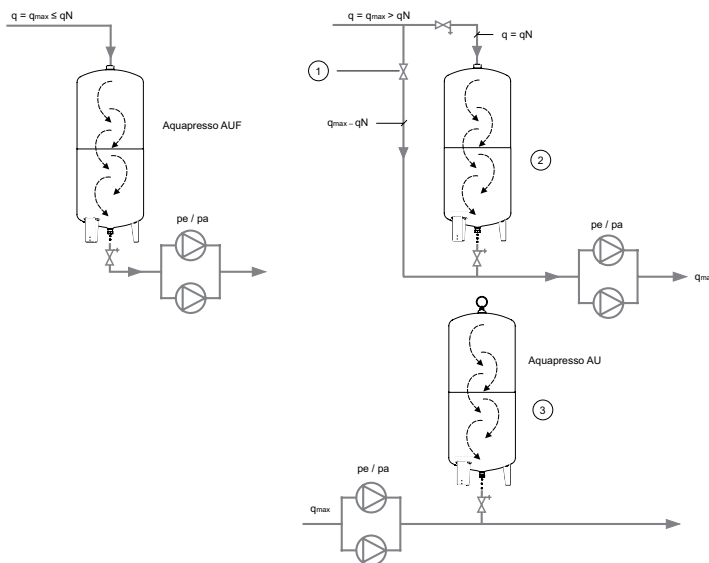 q = qmax ≤ qN
Aquapresso AUF
pe / pa
q = qmax > qN
q = qN
1
qmax – qN
2
pe / pa
Aquapresso AU
3
pe / pa
qmax